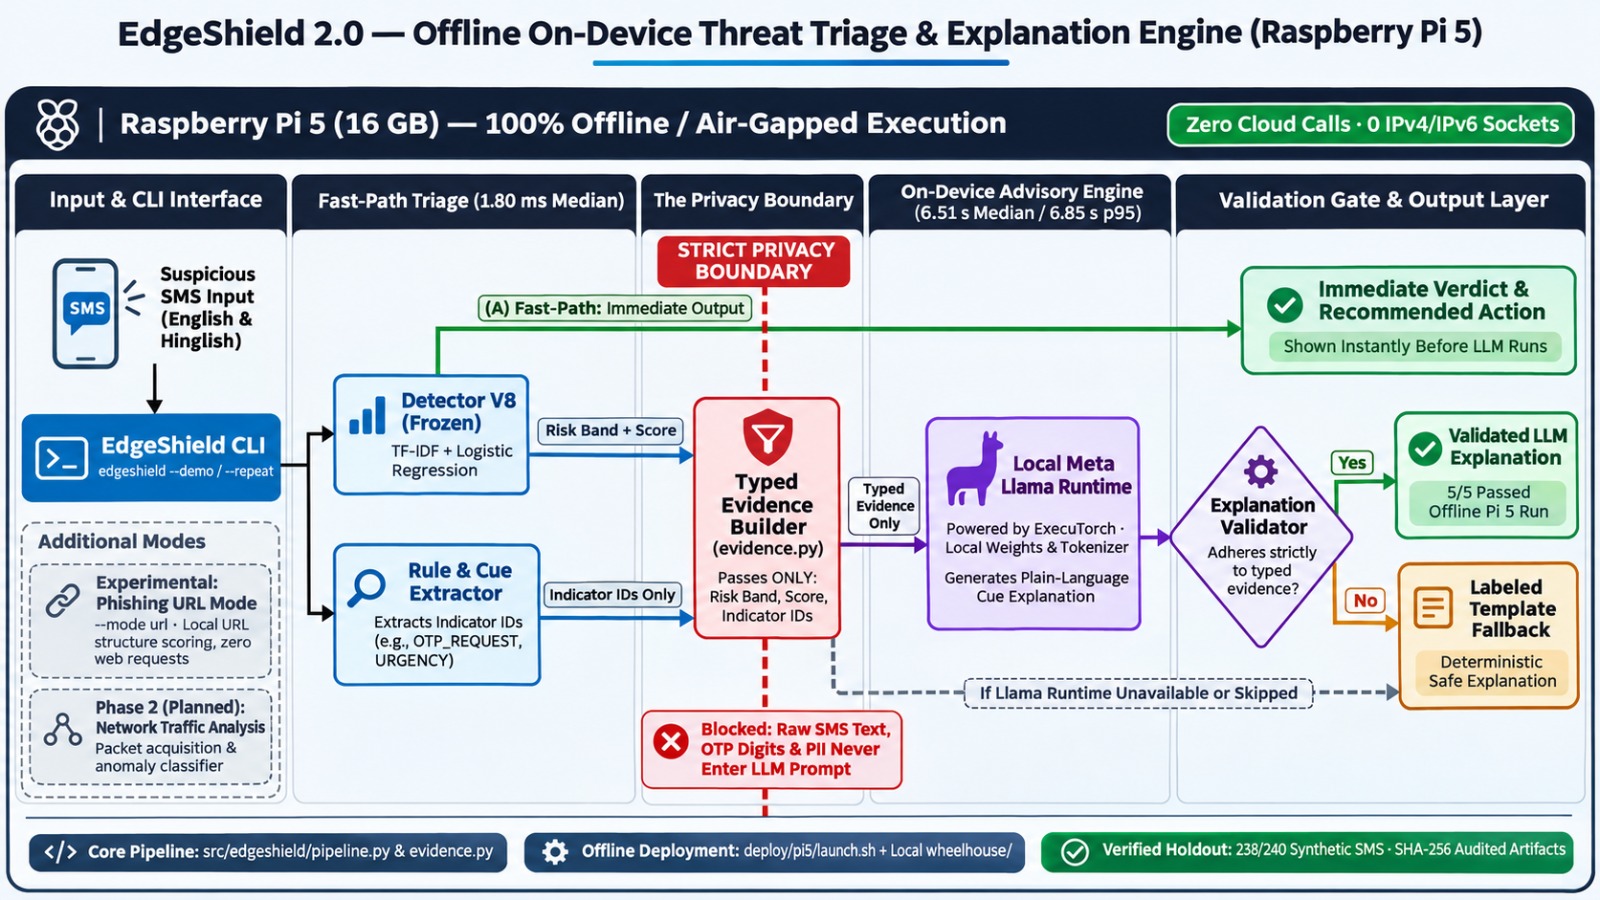 EdgeShield 2.0 — Offline On-Device Threat Triage & Explanation Engine (Raspberry Pi 5)
Raspberry Pi 5 (16 GB) — 100% Offline / Air-Gapped Execution
Zero Cloud Calls · 0 IPv4/IPv6 Sockets
Input & CLI Interface
SMS
Suspicious
SMS Input
(English &
Hinglish)
EdgeShield CLI
edgeshield --demo / --repeat
Additional Modes
Experimental:
Phishing URL Mode
--mode url · Local URL
structure scoring, zero
web requests
Phase 2 (Planned):
Network Traffic Analysis
Packet acquisition &
anomaly classifier
Fast-Path Triage (1.80 ms Median)
(A) Fast-Path: Immediate Output
Detector V8
(Frozen)
TF-IDF + Logistic
Regression
Risk Band + Score
Rule & Cue
Extractor
Extracts Indicator IDs
(e.g., OTP_REQUEST,
URGENCY)
Indicator IDs Only
The Privacy Boundary
STRICT PRIVACY
BOUNDARY
Typed
Evidence
Builder
(evidence.py)
Passes ONLY:
Risk Band, Score,
Indicator IDs
Blocked: Raw SMS Text,
OTP Digits & PII Never
Enter LLM Prompt
On-Device Advisory Engine
(6.51 s Median / 6.85 s p95)
Typed
Evidence
Only
Local Meta
Llama Runtime
Powered by ExecuTorch ·
Local Weights & Tokenizer
Generates Plain-Language
Cue Explanation
If Llama Runtime Unavailable or Skipped
Validation Gate & Output Layer
Immediate Verdict &
Recommended Action
Shown Instantly Before LLM Runs
Explanation
Validator
Adheres strictly
to typed
evidence?
Yes
Validated LLM
Explanation
5/5 Passed
Offline Pi 5 Run
No
Labeled
Template
Fallback
Deterministic
Safe Explanation
</> Core Pipeline: src/edgeshield/pipeline.py & evidence.py
Offline Deployment: deploy/pi5/launch.sh + Local wheelhouse/
Verified Holdout: 238/240 Synthetic SMS · SHA-256 Audited Artifacts